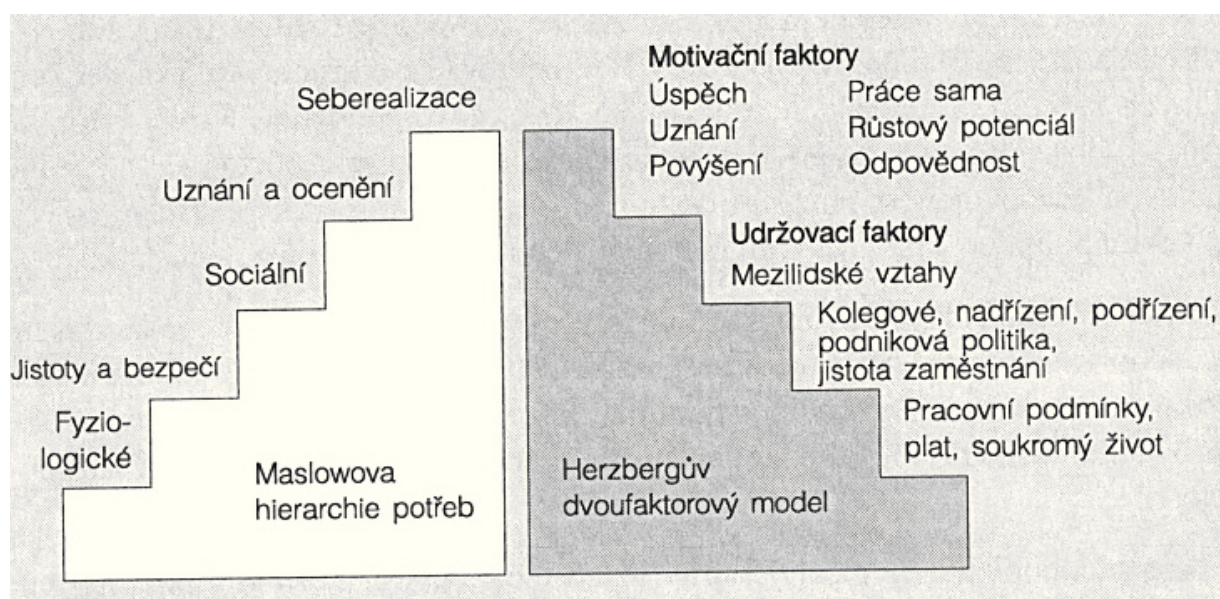 Seberealizace
Uznání a ocenění
Sociální
Jistoty a bezpečí
Fyzio-
logické
Maslowova
hierarchie potřeb
Motivační faktory
Úspěch Práce sama
Uznání Růstový potenciál
Povýšení Odpovědnost
Udržovací faktory
Mezilidské vztahy
Kolegové, nadřízení, podřízení,
podniková politika,
jistota zaměstnání
Pracovní podmínky,
plat, soukromý život
Herzbergův
dvoufaktorový model